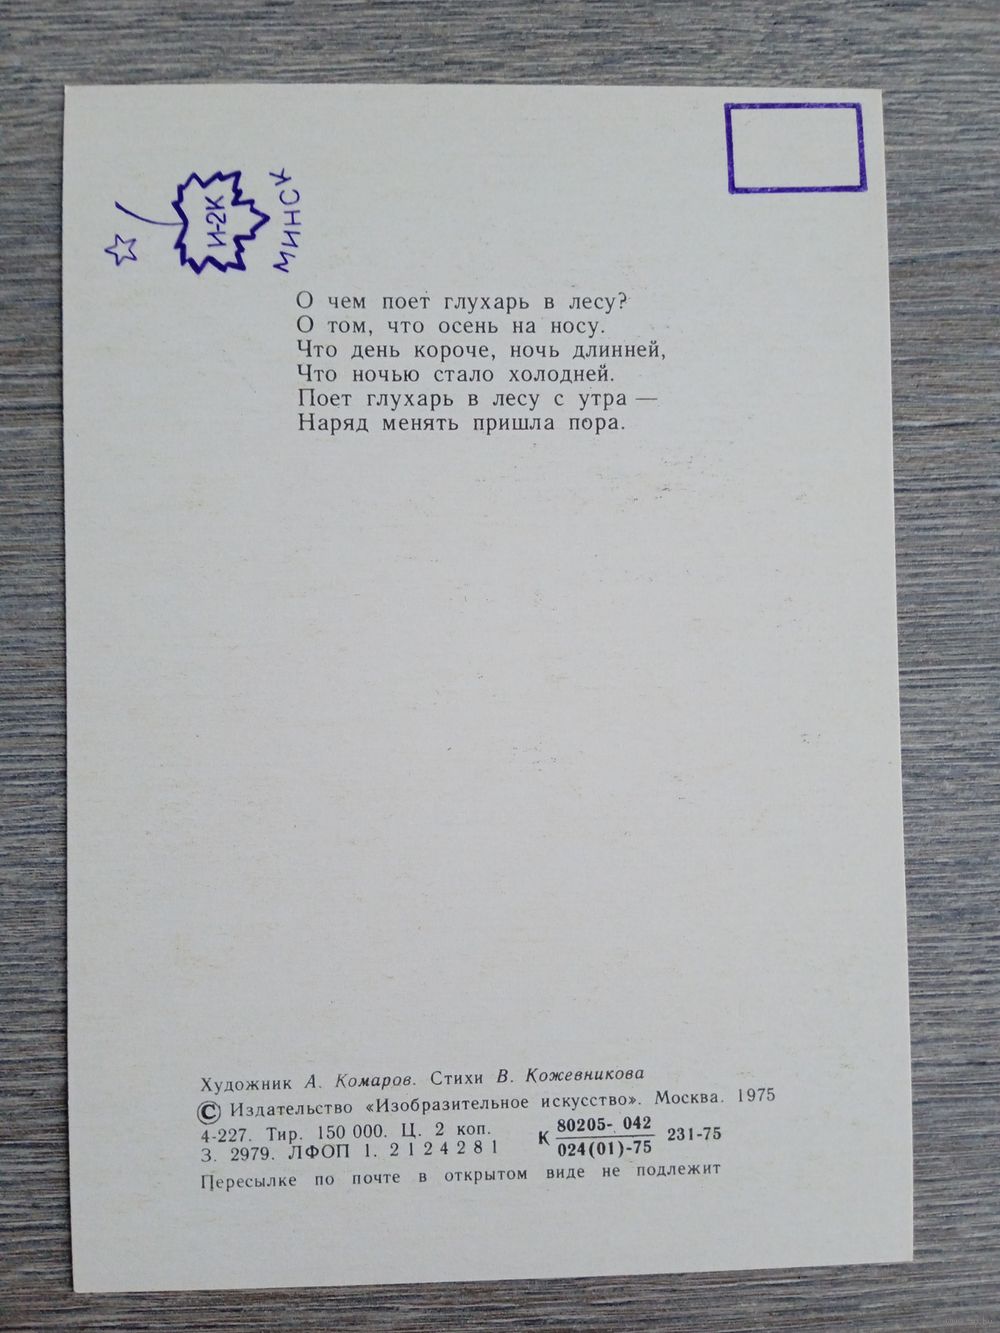 И-2К
МИНСК
О чем поет глухарь в лесу?
О том, что осень на носу.
Что день короче, ночь длинней,
Что ночью стало холодней.
Поет глухарь в лесу с утра —
Наряд менять пришла пора.
Художник А. Комаров. Стихи В. Кожевникова
© Издательство «Изобразительное искусство». Москва. 1975
4-227. Тир. 150 000. Ц. 2 коп.
З. 2979. ЛФОП 1. 2 1 2 4 2 8 1
К 80205- 042
024(01)-75 231-75
Пересылке по почте в открытом виде не подлежит